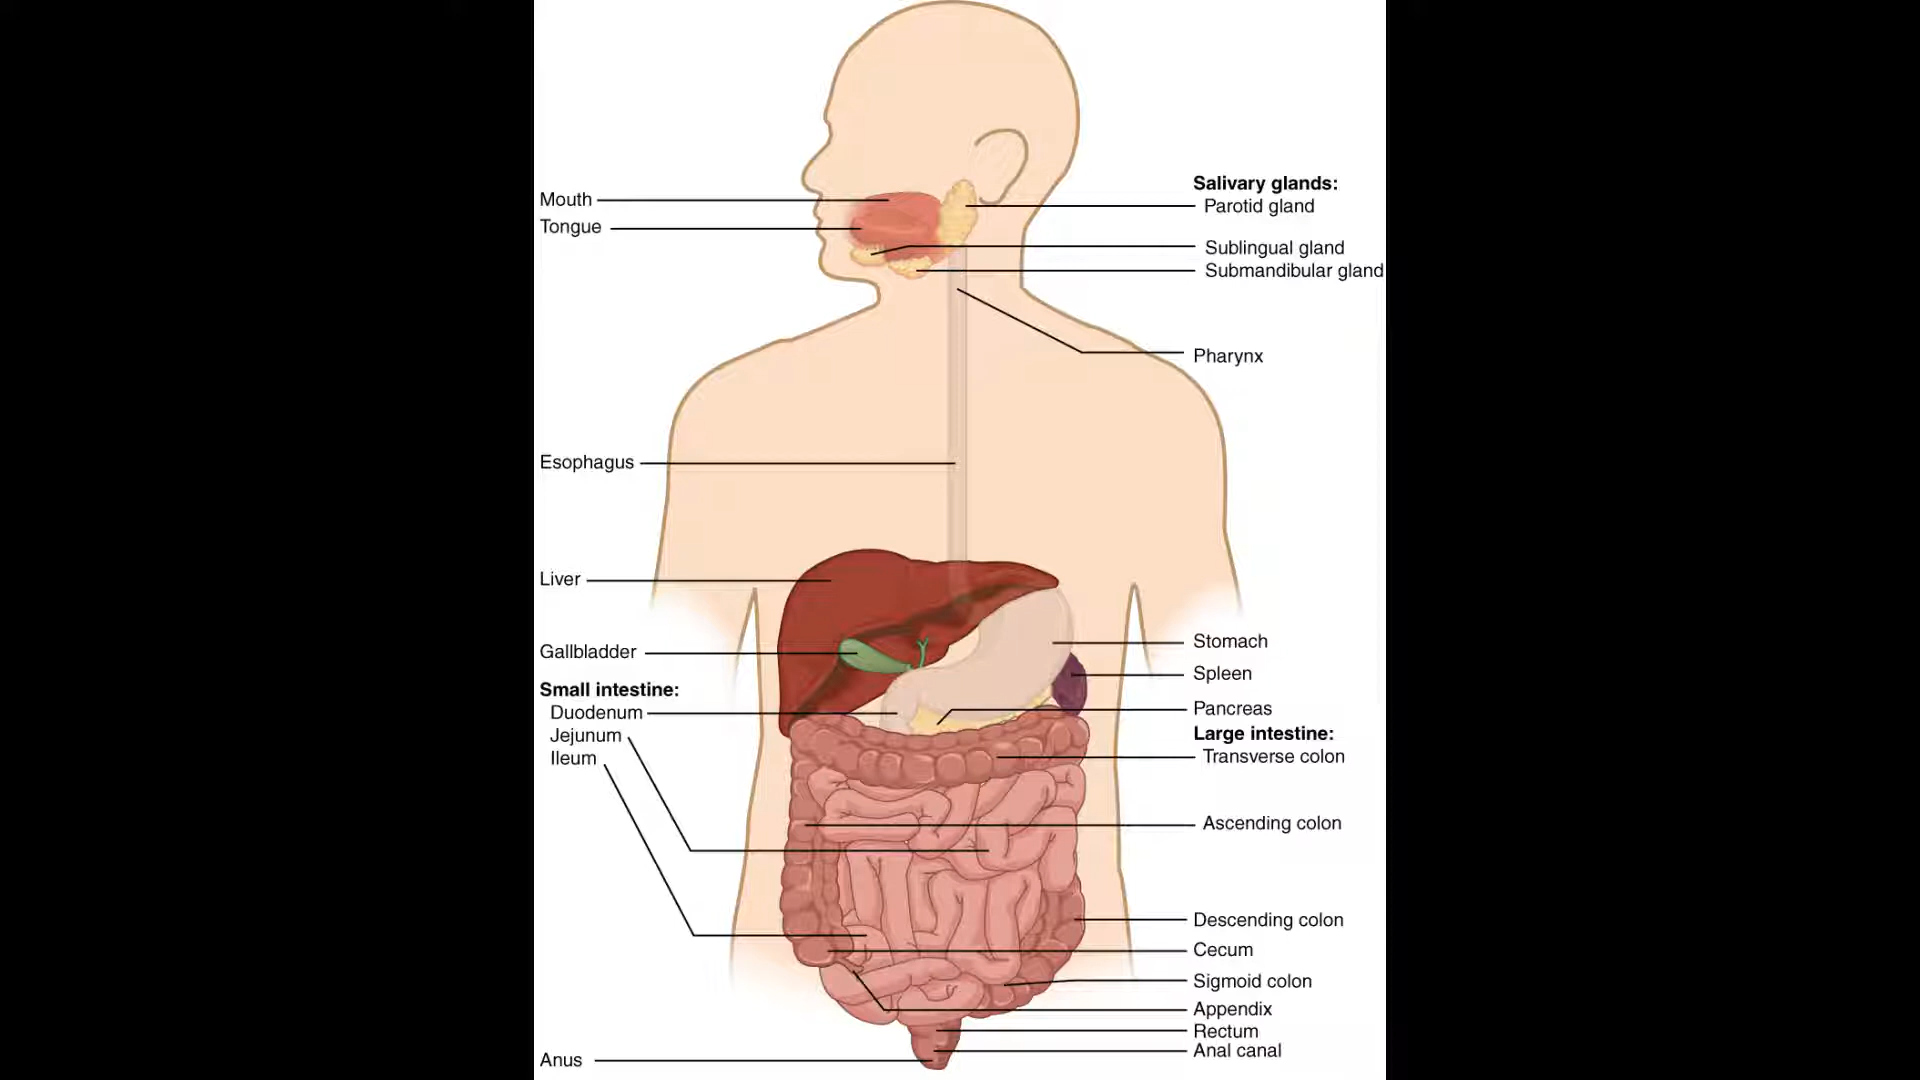 Mouth
Tongue
Esophagus
Liver
Gallbladder
Small intestine:
Duodenum
Jejunum
Ileum
Anus
Salivary glands:
Parotid gland
Sublingual gland
Submandibular gland
Pharynx
Stomach
Spleen
Pancreas
Large intestine:
Transverse colon
Ascending colon
Descending colon
Cecum
Sigmoid colon
Appendix
Rectum
Anal canal